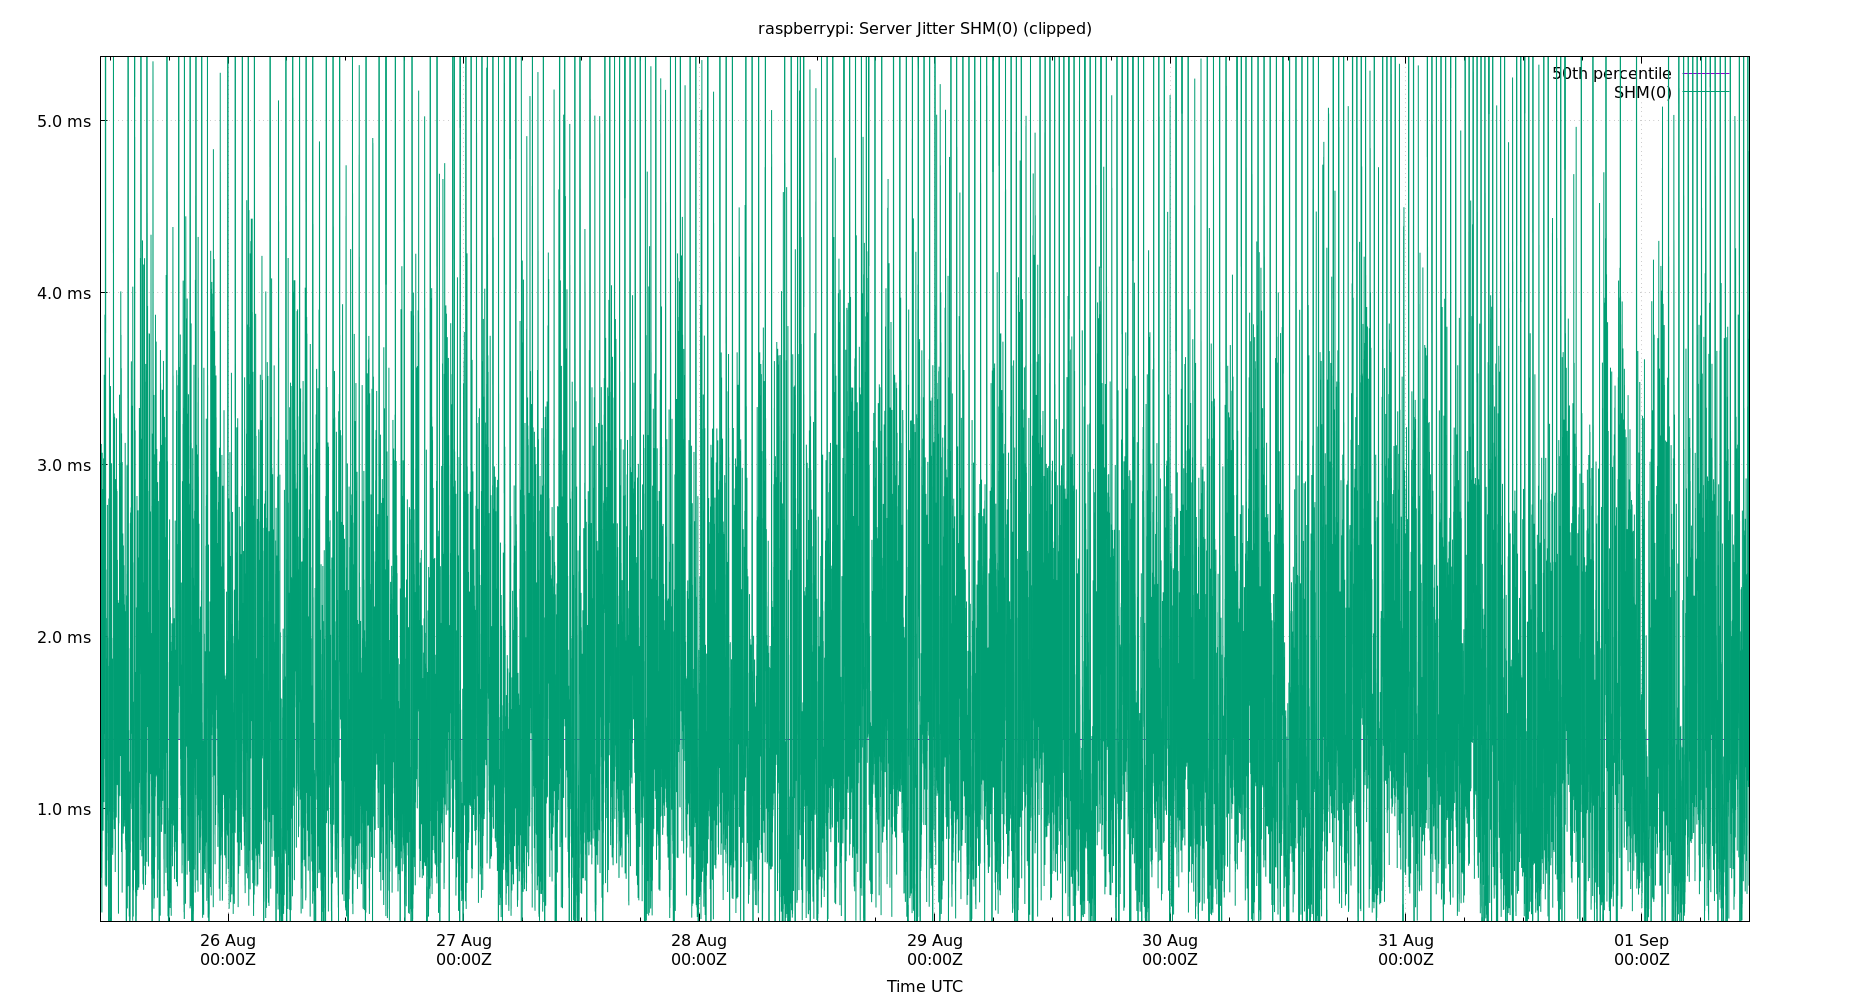 raspberrypi: Server Jitter SHM(0) (clipped)
50th percentile
SHM(0)
5.0 ms
4.0 ms
3.0 ms
2.0 ms
1.0 ms
26 Aug 27 Aug 28 Aug 29 Aug 30 Aug 31 Aug 01 Sep
00:00Z 00:00Z 00:00Z 00:00Z 00:00Z 00:00Z 00:00Z
Time UTC